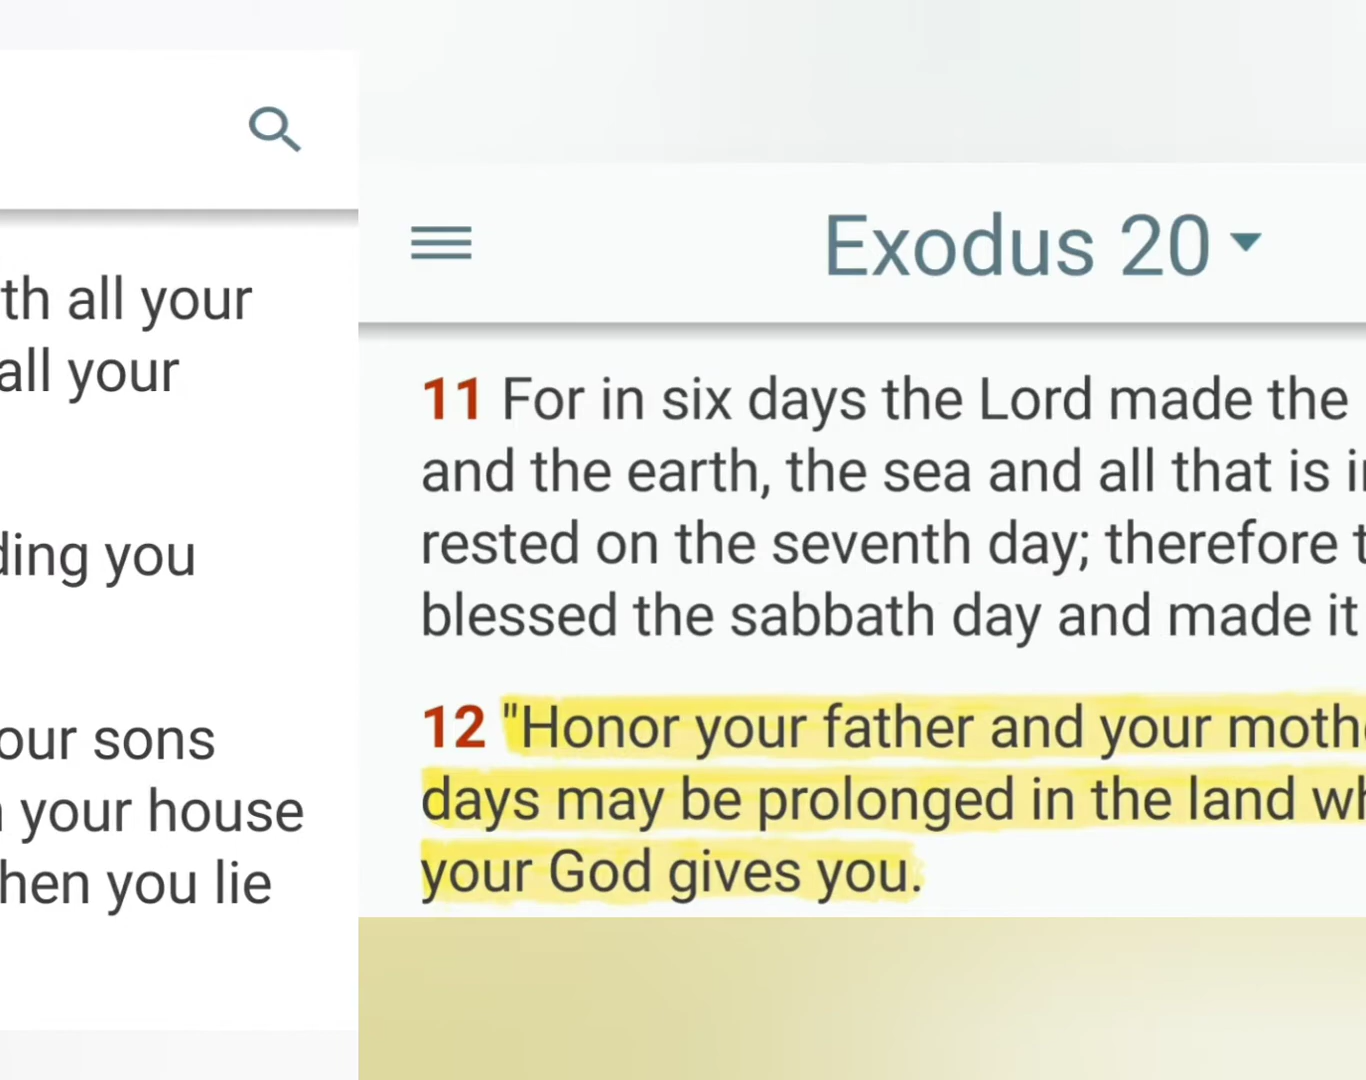 th all your
all your
ding you
our sons
your house
hen you lie
Exodus 20
11 For in six days the Lord made the
and the earth, the sea and all that is
rested on the seventh day; therefore
blessed the sabbath day and made it
12 "Honor your father and your moth
days may be prolonged in the land wh
your God gives you.